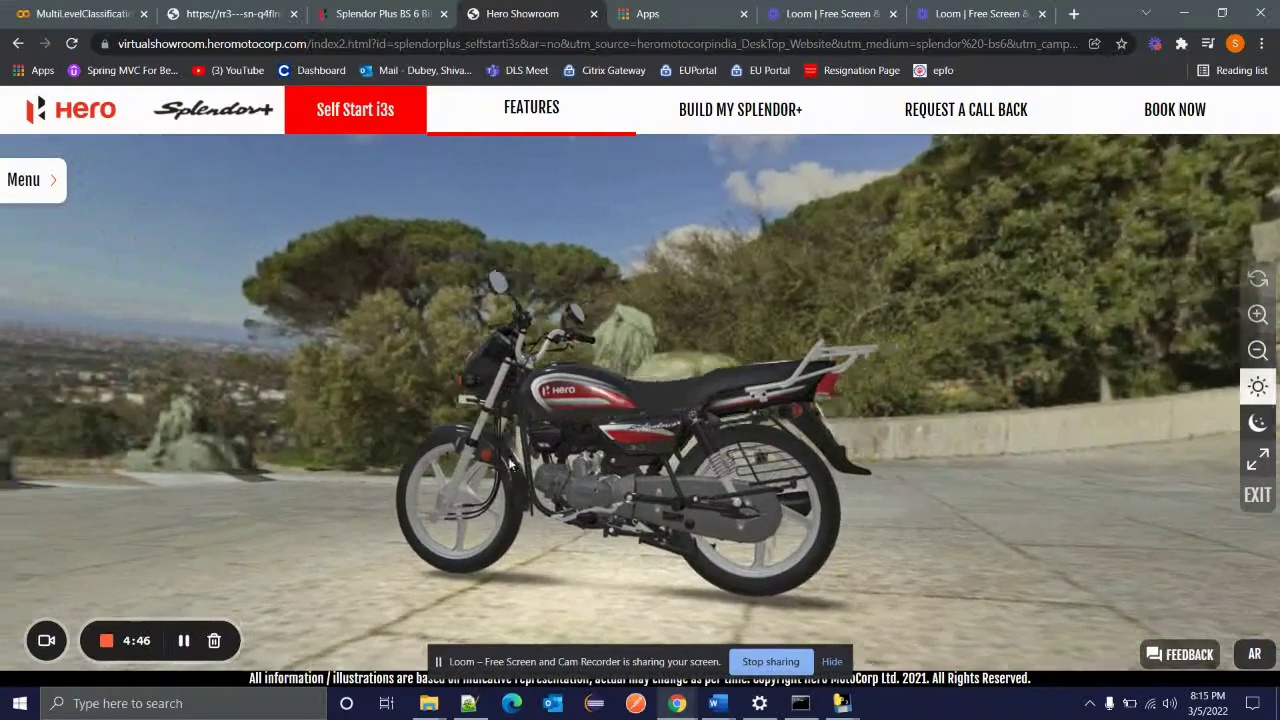 MultiLevelClassificati
https://rr3---sn-q4fln
Splendor Plus BS 6 Bi
Hero Showroom
Apps
Loom | Free Screen &
Loom | Free Screen &
virtualshowroom.heromotocorp.com/index2.html?id=splendorplus_selfstarti3s&at=no&utm_source=heromotocorpindia_DeskTop_Website&utm_medium=splendor%20-bs6&utm_camp...
S
Apps
Spring MVC For Be...
(3) YouTube
Dashboard
Mail - Dubey, Shiva...
DLS Meet
Citrix Gateway
EUPortal
EU Portal
Resignation Page
epfo
Reading list
Hero
Splendor+
Self Start i3s
FEATURES
BUILD MY SPLENDOR+
REQUEST A CALL BACK
BOOK NOW
Menu
Hero
Splendor+
EXIT
4:46
Loom – Free Screen and Cam Recorder is sharing your screen.
Stop sharing
Hide
FEEDBACK
AR
All information / illustrations are based on indicative representation, actual may change as per time. Copyright Hero MotoCorp Ltd. 2021. All Rights Reserved.
Type here to search
8:15 PM
3/5/2022